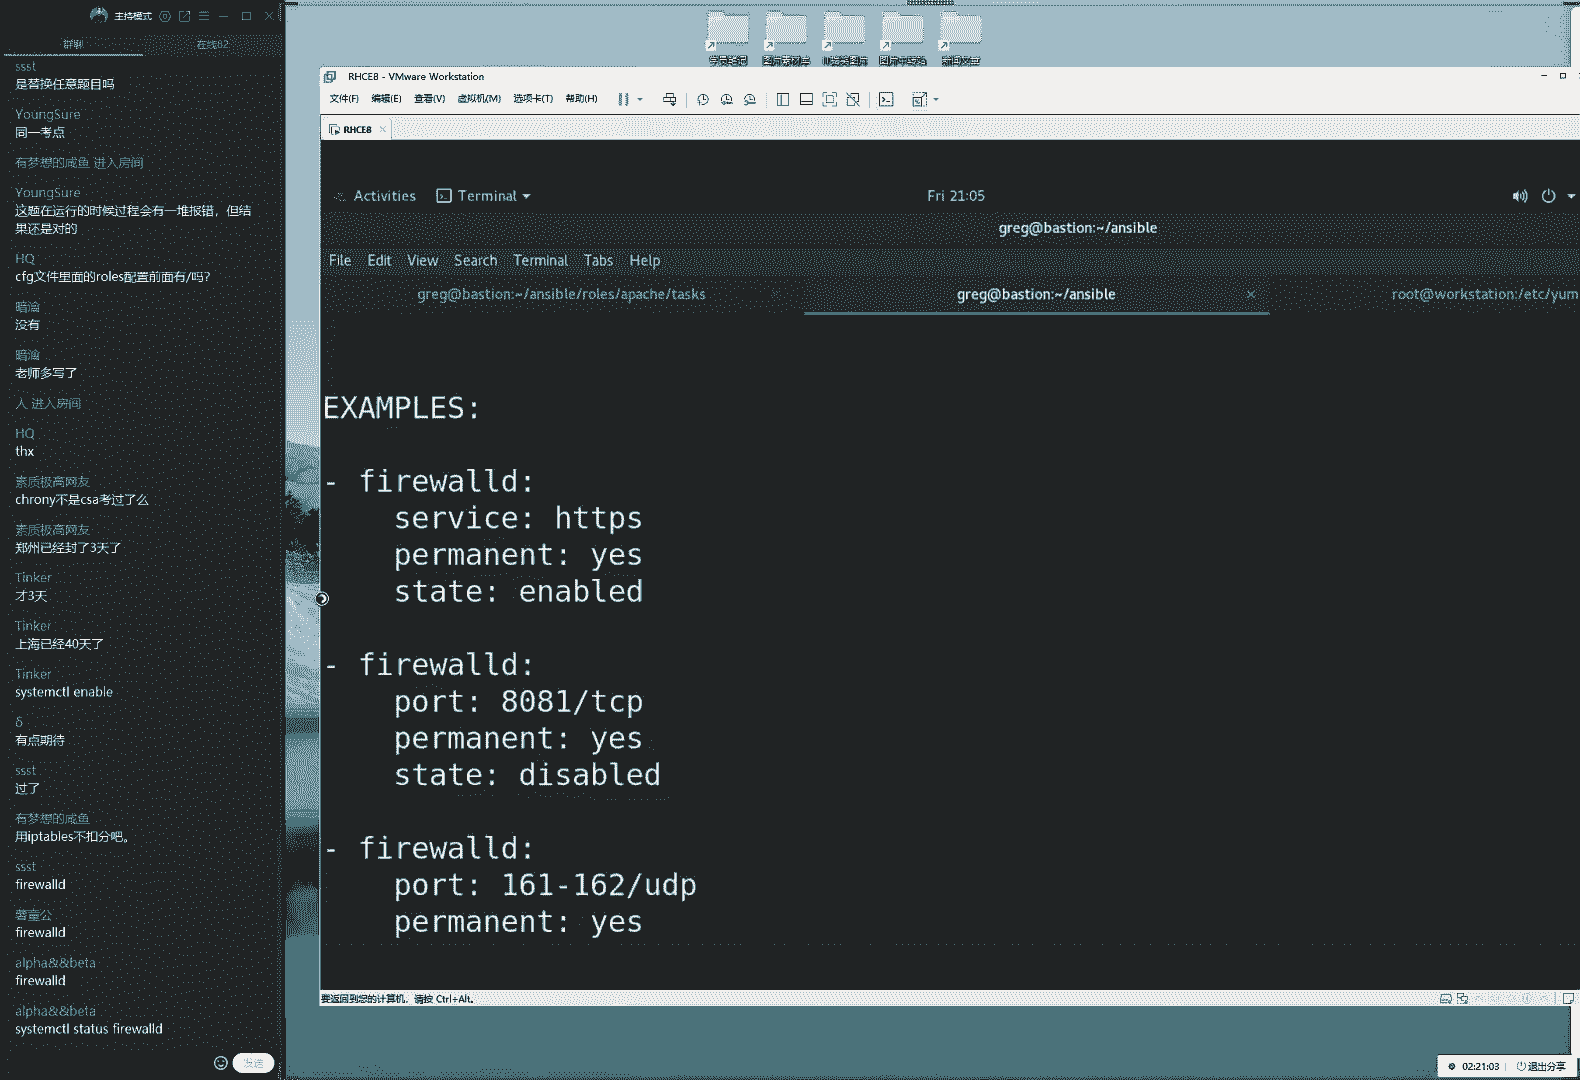 主持模式
群聊
在线82
ssst
是替换任意题目吗
YoungSure
同一考点
有梦想的咸鱼 进入房间
YoungSure
这题在运行的时候过程会有一堆报错，但结
果还是对的
HQ
cfg文件里面的roles配置前面有/吗?
没有
老师多写了
人 进入房间
HQ
thx
素质极高网友
chrony不是csa考过了么
素质极高网友
郑州已经封了3天了
Tinker
才3天
Tinker
上海已经40天了
Tinker
systemctl enable
δ
有点期待
ssst
过了
有梦想的咸鱼
用iptables不扣分吧。
ssst
firewalld
firewalld
alpha&&beta
firewalld
alpha&&beta
systemctl status firewalld
发送
学员笔记
RHCE8 - VMware Workstation
文件(F) 编辑(E) 查看(V) 虚拟机(M) 选项卡(T) 帮助(H)
RHCE8
Activities Terminal Fri 21:05
greg@bastion:~/ansible
File Edit View Search Terminal Tabs Help
greg@bastion:~/ansible/roles/apache/tasks greg@bastion:~/ansible root@workstation:/etc/yum
EXAMPLES:
- firewalld:
service: https
permanent: yes
state: enabled
- firewalld:
port: 8081/tcp
permanent: yes
state: disabled
- firewalld:
port: 161-162/udp
permanent: yes
要返回到您的计算机，请按 Ctrl+Alt。
02:21:03 退出分享